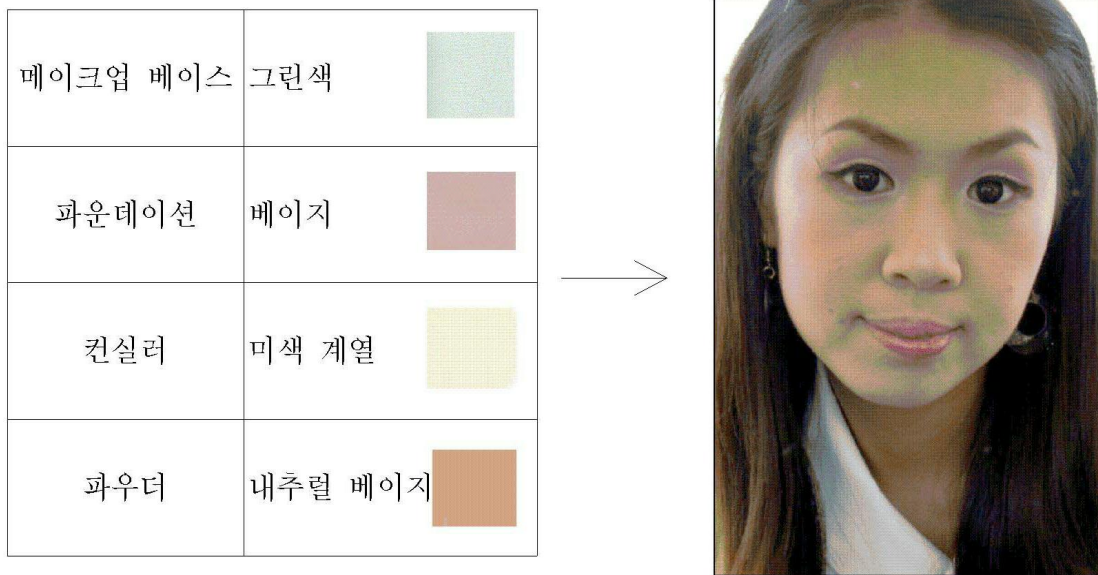 메이크업 베이스 그린색
파운데이션 베이지
컨실러 미색 계열
파우더 내추럴 베이지